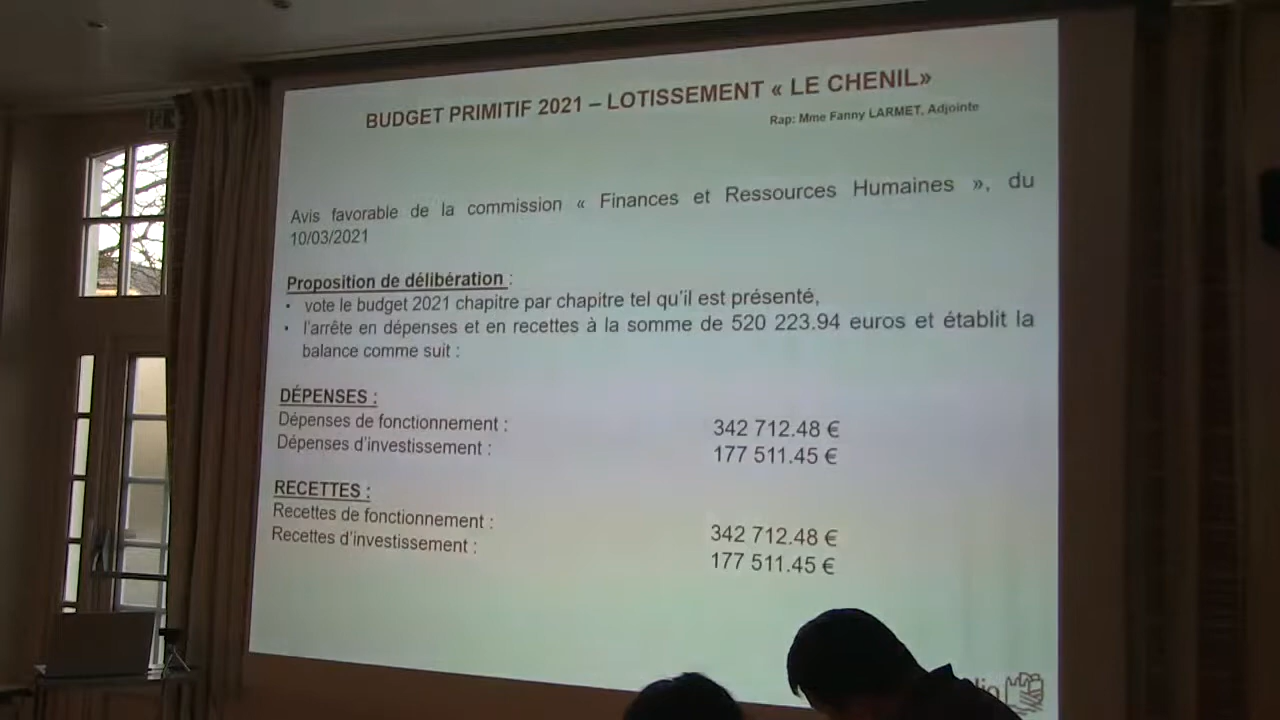 BUDGET PRIMITIF 2021 – LOTISSEMENT « LE CHENIL»
Rap: Mme Fanny LARMET, Adjointe
Avis favorable de la commission « Finances et Ressources Humaines », du
10/03/2021
Proposition de délibération :
• vote le budget 2021 chapitre par chapitre tel qu'il est présenté,
• l'arrête en dépenses et en recettes à la somme de 520 223.94 euros et établit la
balance comme suit :
DÉPENSES :
Dépenses de fonctionnement : 342 712.48 €
Dépenses d'investissement : 177 511.45 €
RECETTES :
Recettes de fonctionnement : 342 712.48 €
Recettes d'investissement : 177 511.45 €